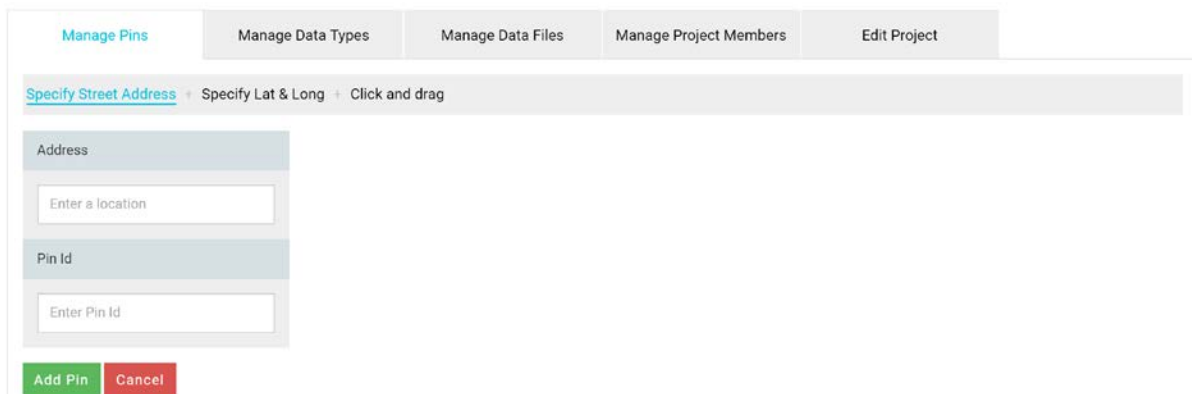 Manage Pins Manage Data Types Manage Data Files Manage Project Members Edit Project
Specify Street Address + Specify Lat & Long + Click and drag
Address
Enter a location
Pin Id
Enter Pin Id
Add Pin Cancel